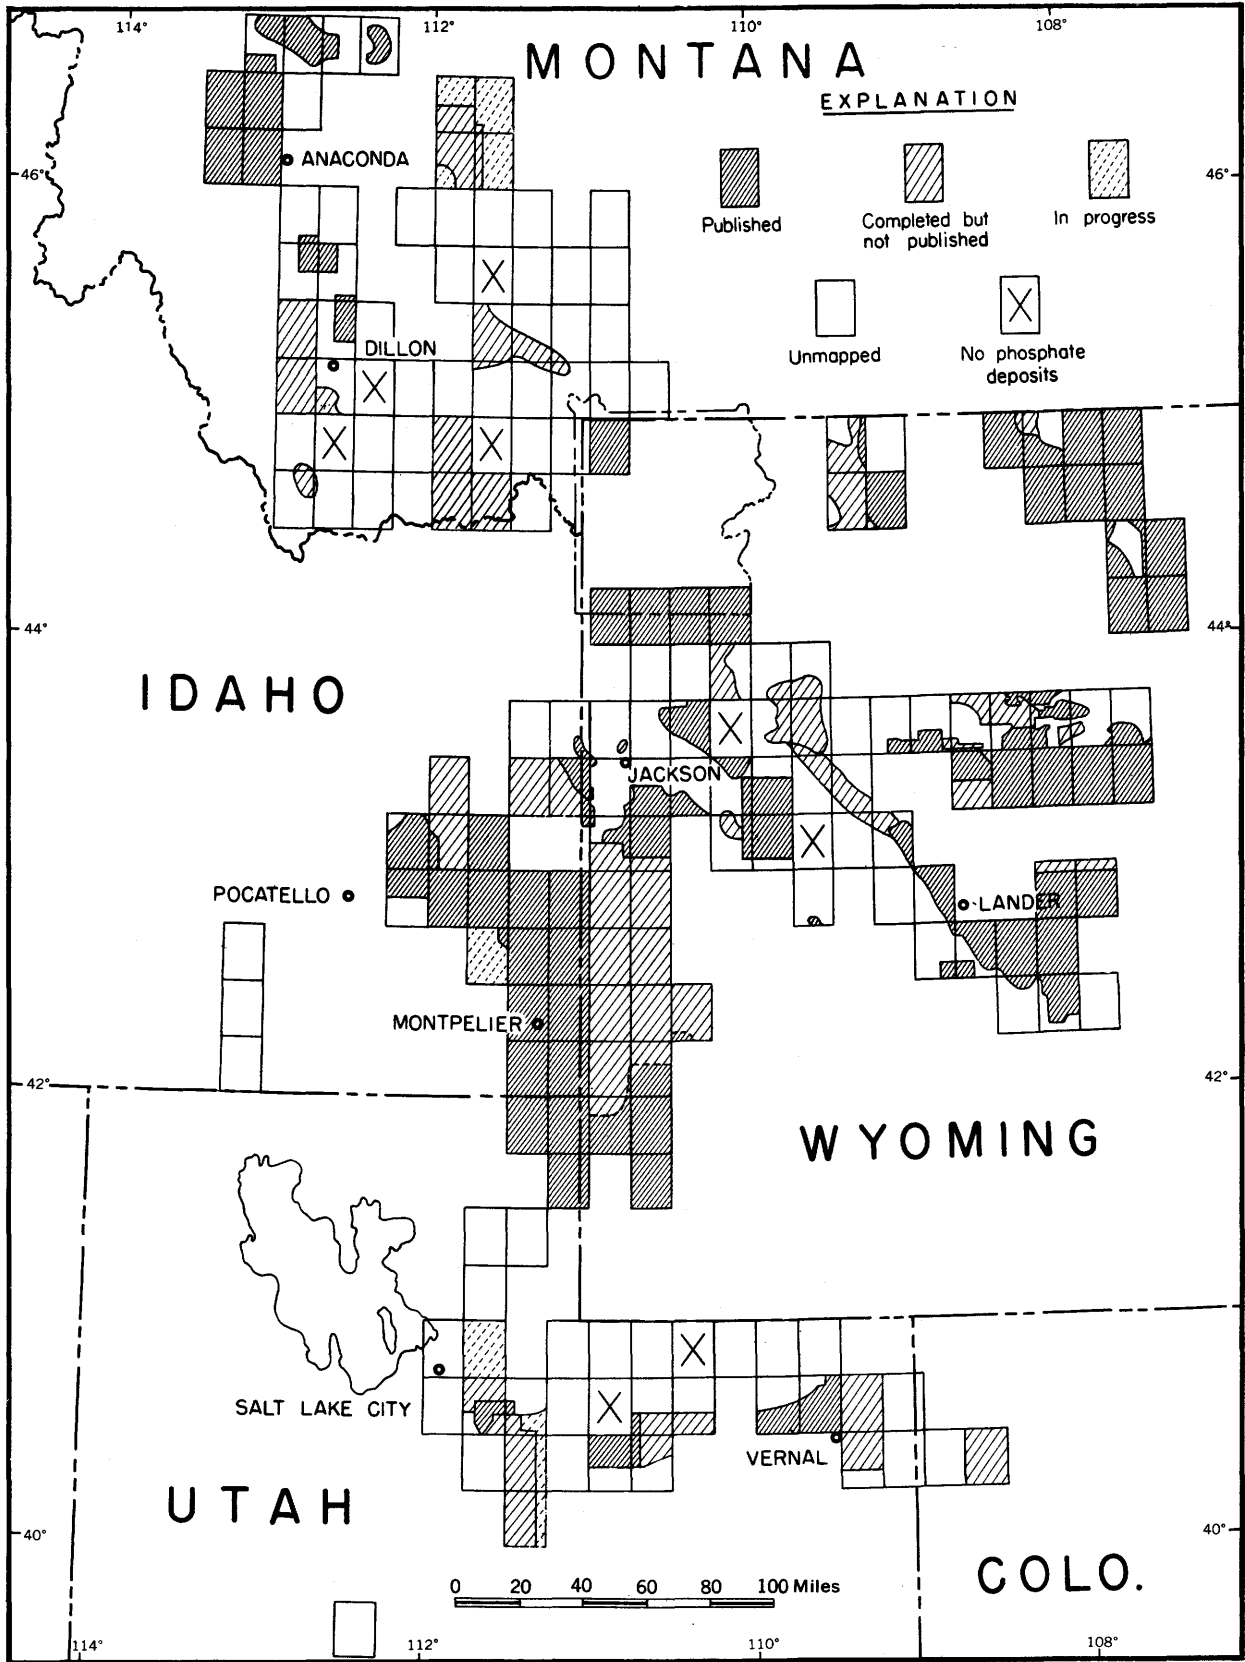 114° 112° 110° 108°
MONTANA
EXPLANATION
Published
Completed but
not published
In progress
Unmapped
No phosphate
deposits
46° 46°
ANACONDA
DILLON
44° 44°
IDAHO
JACKSON
POCATELLO
LANDER
MONTPELIER
42° 42°
WYOMING
SALT LAKE CITY
VERNAL
UTAH
40° 40°
COLO.
0 20 40 60 80 100 Miles
114° 112° 110° 108°